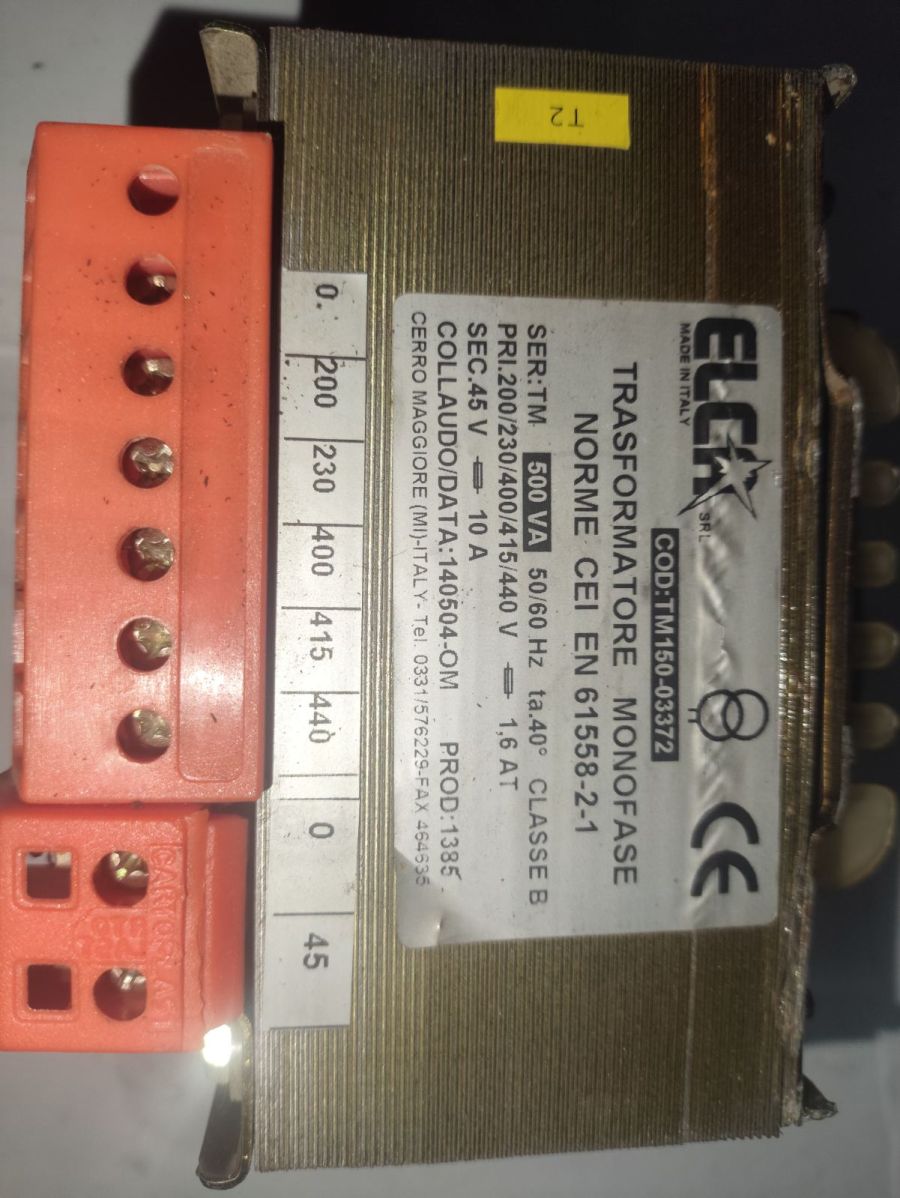 T2
ELCA SRL
MADE IN ITALY
COD:TM150-03372
CE
TRASFORMATORE MONOFASE
NORME CEI EN 61558-2-1
SER:TM 500 VA 50/60 Hz ta.40° CLASSE B
PRI.200/230/400/415/440 V 1,6 AT
SEC.45 V 10 A
COLLAUDO/DATA:140504-OM PROD:1385
CERRO MAGGIORE (MI)-ITALY- Tel. 0331/576229-FAX 464635
0. 200 230 400 415 440 0 45